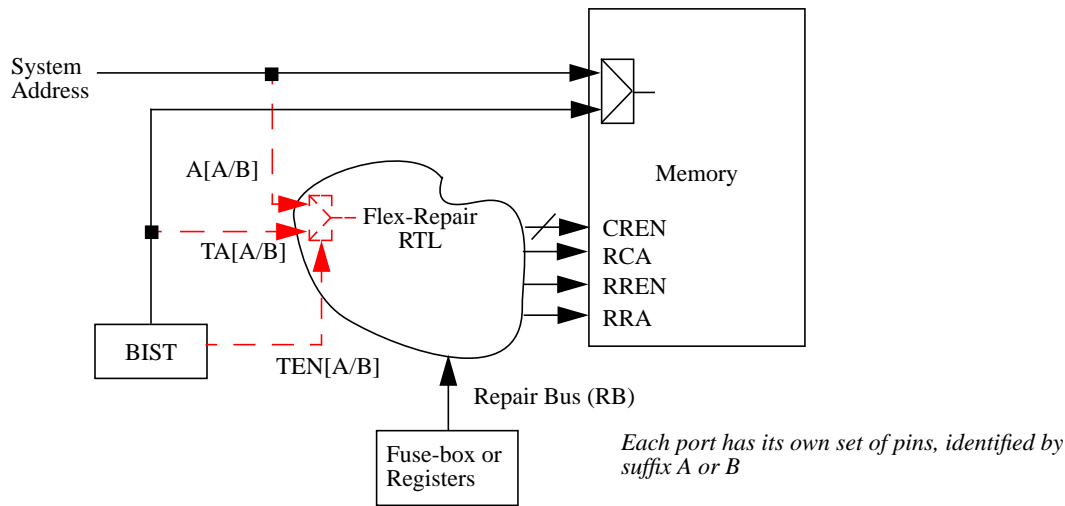 System
Address
A[A/B]
Memory
Flex-Repair
RTL
CREN
TA[A/B]
RCA
RREN
RRA
BIST
TEN[A/B]
Repair Bus (RB)
Fuse-box or
Registers
Each port has its own set of pins, identified by
suffix A or B